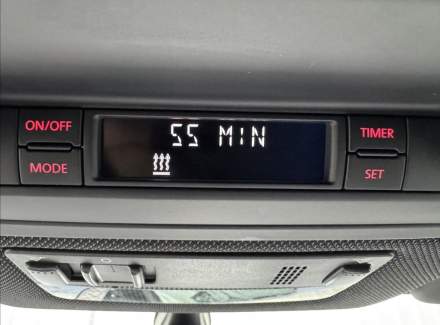 ON/OFF
55 MIN
TIMER
MODE
SET